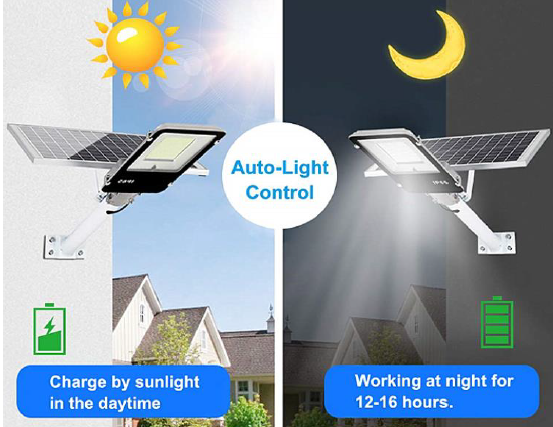 Auto-Light
Control
Charge by sunlight
in the daytime
Working at night for
12-16 hours.